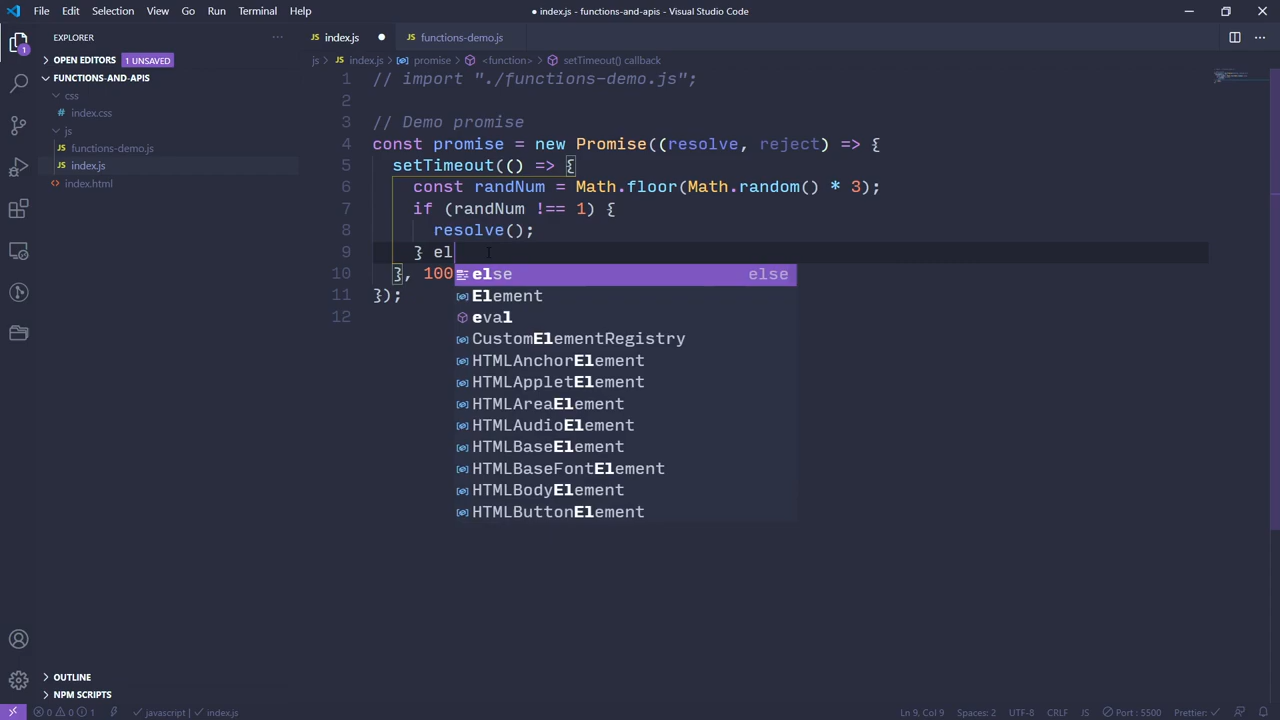 File Edit Selection View Go Run Terminal Help
● index.js - functions-and-apis - Visual Studio Code
EXPLORER
1
OPEN EDITORS 1 UNSAVED
FUNCTIONS-AND-APIS
css
# index.css
js
JS functions-demo.js
JS index.js
<> index.html
OUTLINE
NPM SCRIPTS
JS index.js ●
JS functions-demo.js
js > JS index.js > promise > <function> > setTimeout() callback
1 // import "./functions-demo.js";
2
3 // Demo promise
4 const promise = new Promise((resolve, reject) => {
5 setTimeout(() => {
6 const randNum = Math.floor(Math.random() * 3);
7 if (randNum !== 1) {
8 resolve();
9 } el
10 }, 100
11 });
12
else else
Element
eval
CustomElementRegistry
HTMLAnchorElement
HTMLAppletElement
HTMLAreaElement
HTMLAudioElement
HTMLBaseElement
HTMLBaseFontElement
HTMLBodyElement
HTMLButtonElement
0 0 1 javascript | index.js
Ln 9, Col 9 Spaces: 2 UTF-8 CRLF JS Port : 5500 Prettier: ✓